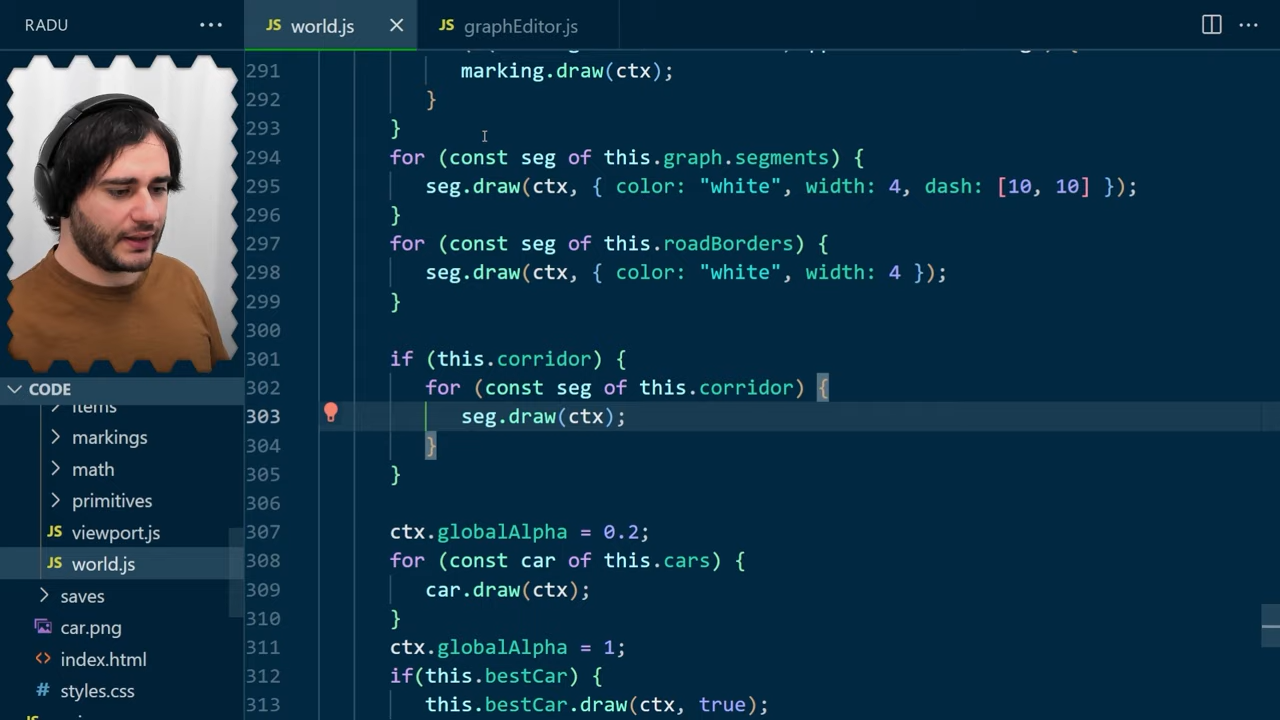 RADU
JS world.js
JS graphEditor.js
291 marking.draw(ctx);
292 }
293 }
294 for (const seg of this.graph.segments) {
295 seg.draw(ctx, { color: "white", width: 4, dash: [10, 10] });
296 }
297 for (const seg of this.roadBorders) {
298 seg.draw(ctx, { color: "white", width: 4 });
299 }
300
301 if (this.corridor) {
302 for (const seg of this.corridor) {
303 seg.draw(ctx);
304 }
305 }
306
307 ctx.globalAlpha = 0.2;
308 for (const car of this.cars) {
309 car.draw(ctx);
310 }
311 ctx.globalAlpha = 1;
312 if(this.bestCar) {
313 this.bestCar.draw(ctx, true);
CODE
items
markings
math
primitives
JS viewport.js
JS world.js
saves
car.png
<> index.html
# styles.css